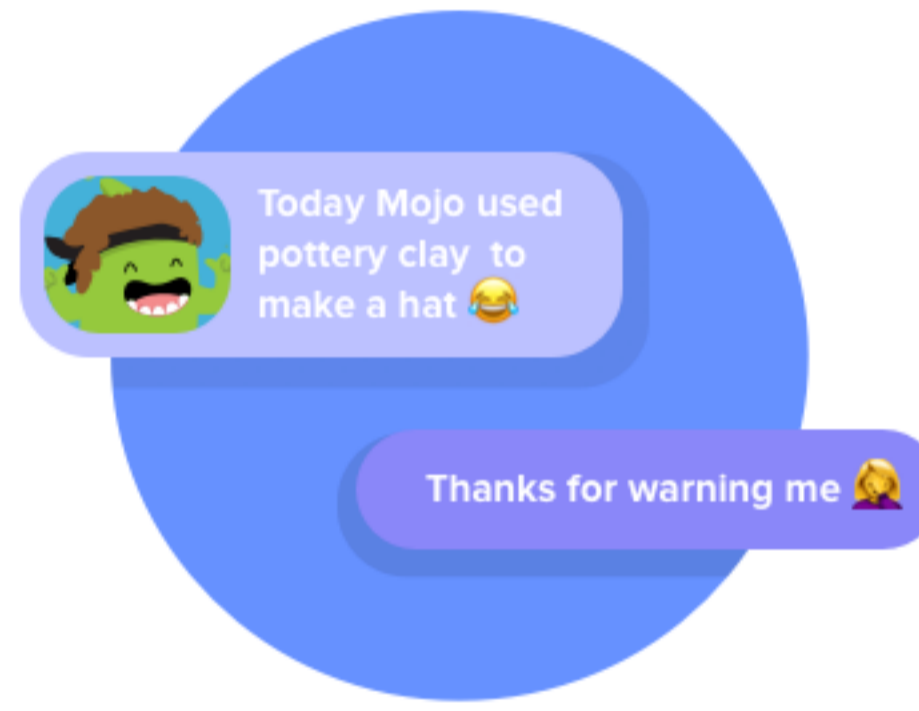 Today Mojo used
pottery clay  to
make a hat 😂
Thanks for warning me 🤦‍♀️